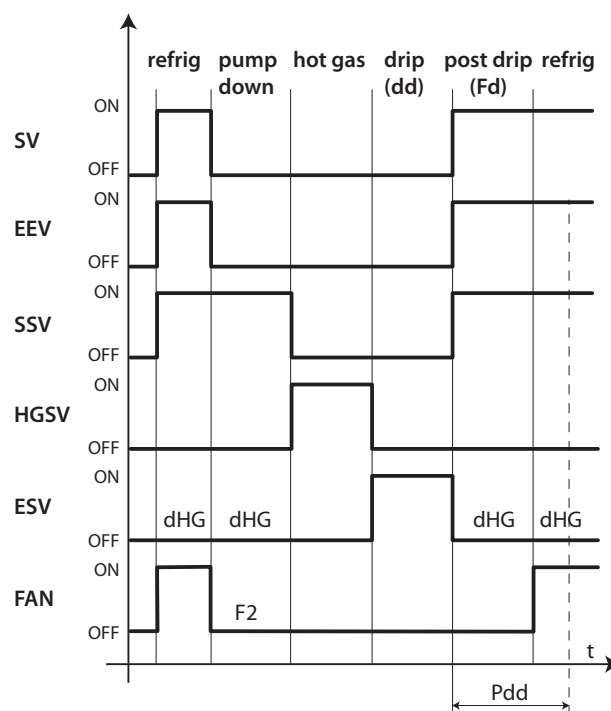 refrig pump hot gas drip post drip refrig
down (dd) (Fd)
ON
SV
OFF
ON
EEV
OFF
ON
SSV
OFF
ON
HGSV
OFF
ON
ESV
dHG dHG dHG dHG
OFF
ON
FAN
F2
OFF
t
Pdd